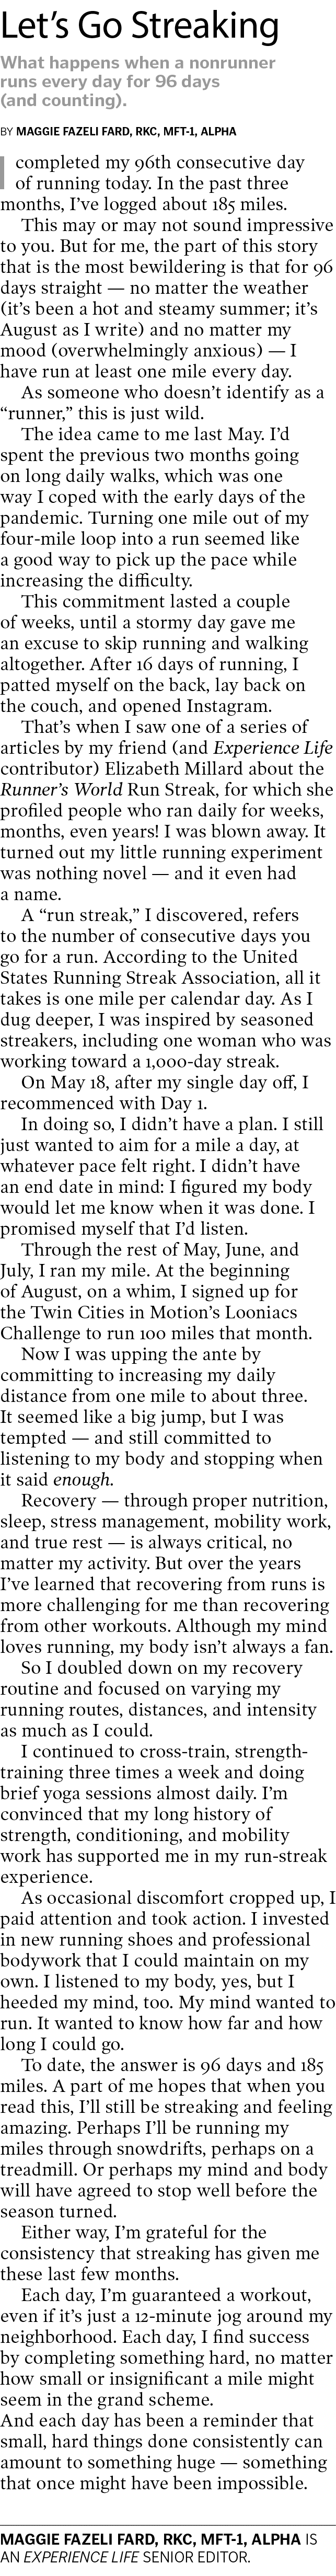 Let's Go Streaking
What happens when a nonrunner
runs every day for 96 days
(and counting).
BY MAGGIE FAZELI FARD, RKC, MFT-1, ALPHA
I completed my 96th consecutive day
of running today. In the past three
months, I've logged about 185 miles.
This may or may not sound impressive
to you. But for me, the part of this story
that is the most bewildering is that for 96
days straight — no matter the weather
(it's been a hot and steamy summer; it's
August as I write) and no matter my
mood (overwhelmingly anxious) — I
have run at least one mile every day.
As someone who doesn't identify as a
“runner,” this is just wild.
The idea came to me last May. I'd
spent the previous two months going
on long daily walks, which was one
way I coped with the early days of the
pandemic. Turning one mile out of my
four-mile loop into a run seemed like
a good way to pick up the pace while
increasing the difficulty.
This commitment lasted a couple
of weeks, until a stormy day gave me
an excuse to skip running and walking
altogether. After 16 days of running, I
patted myself on the back, lay back on
the couch, and opened Instagram.
That's when I saw one of a series of
articles by my friend (and Experience Life
contributor) Elizabeth Millard about the
Runner's World Run Streak, for which she
profiled people who ran daily for weeks,
months, even years! I was blown away. It
turned out my little running experiment
was nothing novel — and it even had
a name.
A “run streak,” I discovered, refers
to the number of consecutive days you
go for a run. According to the United
States Running Streak Association, all it
takes is one mile per calendar day. As I
dug deeper, I was inspired by seasoned
streakers, including one woman who was
working toward a 1,000-day streak.
On May 18, after my single day off, I
recommenced with Day 1.
In doing so, I didn't have a plan. I still
just wanted to aim for a mile a day, at
whatever pace felt right. I didn't have
an end date in mind: I figured my body
would let me know when it was done. I
promised myself that I'd listen.
Through the rest of May, June, and
July, I ran my mile. At the beginning
of August, on a whim, I signed up for
the Twin Cities in Motion's Looniacs
Challenge to run 100 miles that month.
Now I was upping the ante by
committing to increasing my daily
distance from one mile to about three.
It seemed like a big jump, but I was
tempted — and still committed to
listening to my body and stopping when
it said enough.
Recovery — through proper nutrition,
sleep, stress management, mobility work,
and true rest — is always critical, no
matter my activity. But over the years
I've learned that recovering from runs is
more challenging for me than recovering
from other workouts. Although my mind
loves running, my body isn't always a fan.
So I doubled down on my recovery
routine and focused on varying my
running routes, distances, and intensity
as much as I could.
I continued to cross-train, strength-
training three times a week and doing
brief yoga sessions almost daily. I'm
convinced that my long history of
strength, conditioning, and mobility
work has supported me in my run-streak
experience.
As occasional discomfort cropped up, I
paid attention and took action. I invested
in new running shoes and professional
bodywork that I could maintain on my
own. I listened to my body, yes, but I
heeded my mind, too. My mind wanted to
run. It wanted to know how far and how
long I could go.
To date, the answer is 96 days and 185
miles. A part of me hopes that when you
read this, I'll still be streaking and feeling
amazing. Perhaps I'll be running my
miles through snowdrifts, perhaps on a
treadmill. Or perhaps my mind and body
will have agreed to stop well before the
season turned.
Either way, I'm grateful for the
consistency that streaking has given me
these last few months.
Each day, I'm guaranteed a workout,
even if it's just a 12-minute jog around my
neighborhood. Each day, I find success
by completing something hard, no matter
how small or insignificant a mile might
seem in the grand scheme.
And each day has been a reminder that
small, hard things done consistently can
amount to something huge — something
that once might have been impossible.
MAGGIE FAZELI FARD, RKC, MFT-1, ALPHA IS
AN EXPERIENCE LIFE SENIOR EDITOR.